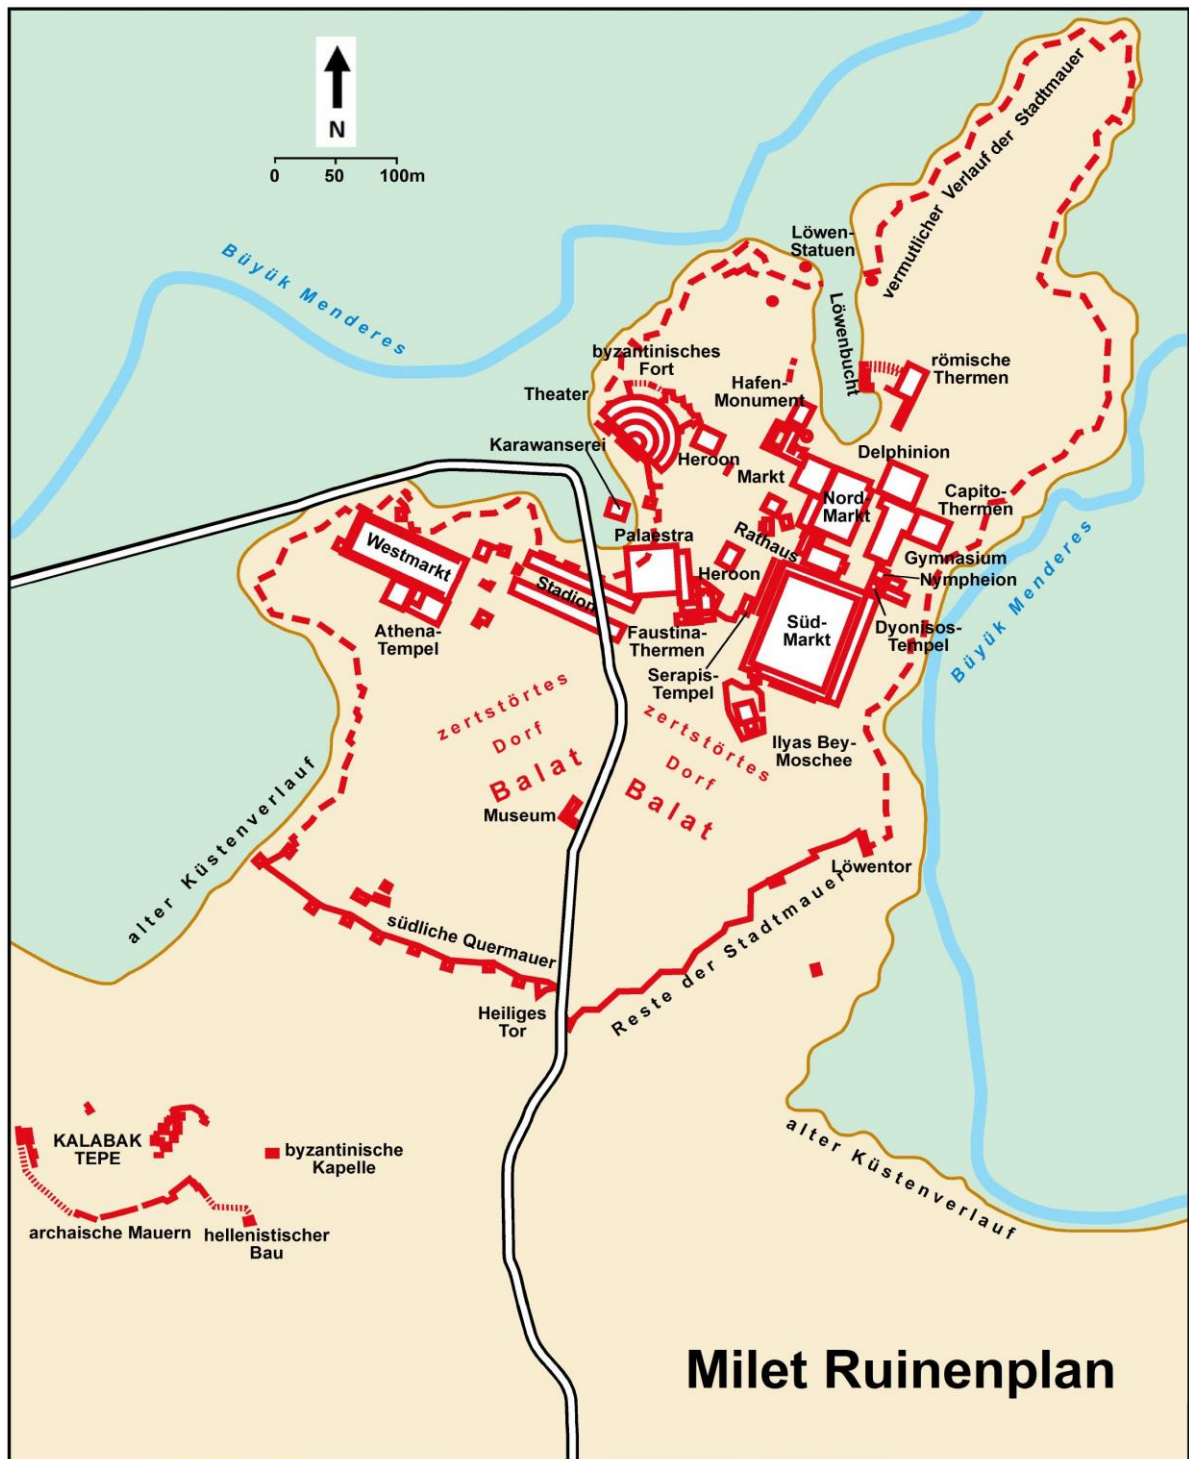 N
0 50 100m
Büyük Menderes
vermutlicher Verlauf der Stadtmauer
Löwen-
Statuen
Löwenbucht
byzantinisches
Fort
Theater
Hafen-
Monument
römische
Thermen
Karawanserei
Heroon
Markt
Delphinion
Nord-
Markt
Capito-
Thermen
Palaestra
Rathaus
Westmarkt
Heroon
Gymnasium
Nympheion
Stadion
Athena-
Tempel
Faustina-
Thermen
Süd-
Markt
Dyonisos-
Tempel
Büyük Menderes
Serapis-
Tempel
zertstörtes
Dorf
Balat
zertstörtes
Dorf
Balat
Ilyas Bey-
Moschee
Museum
alter Küstenverlauf
Löwentor
südliche Quermauer
Reste der Stadtmauer
Heiliges
Tor
KALABAK
TEPE
byzantinische
Kapelle
alter Küstenverlauf
archaische Mauern
hellenistischer
Bau
Milet Ruinenplan